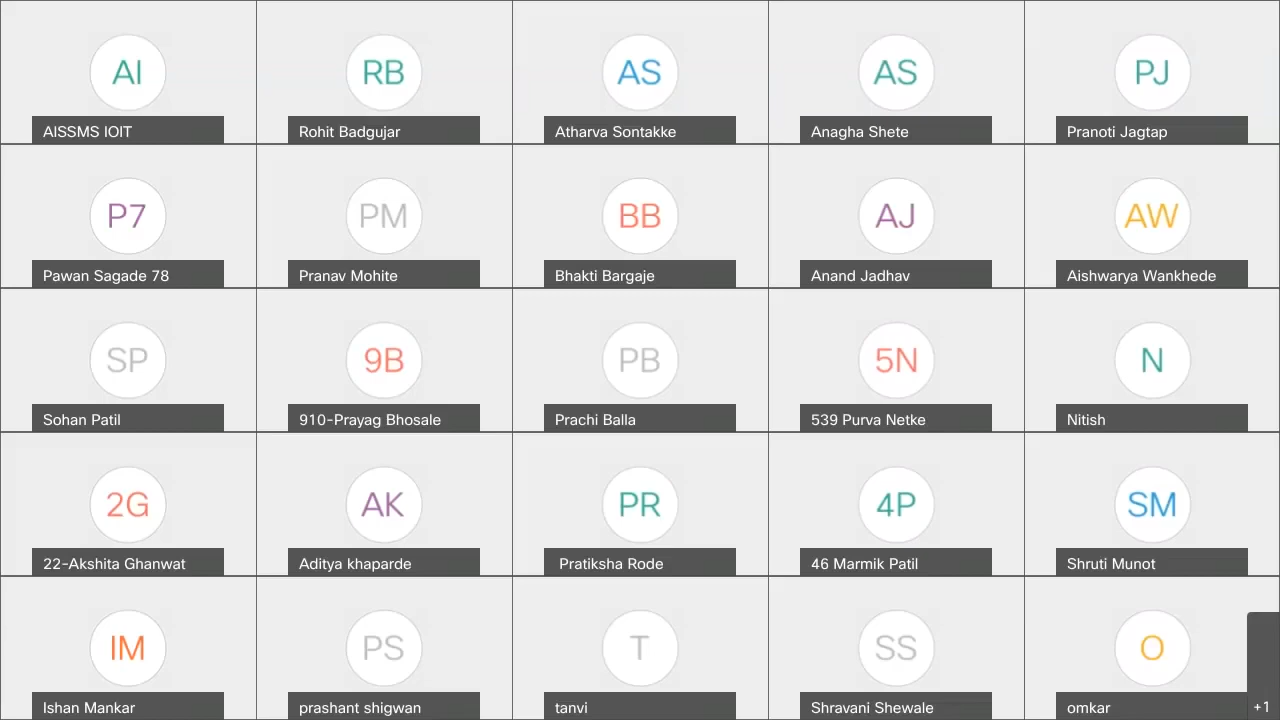 AI
AISSMS IOIT
RB
Rohit Badgujar
AS
Atharva Sontakke
AS
Anagha Shete
PJ
Pranoti Jagtap
P7
Pawan Sagade 78
PM
Pranav Mohite
BB
Bhakti Bargaje
AJ
Anand Jadhav
AW
Aishwarya Wankhede
SP
Sohan Patil
9B
910-Prayag Bhosale
PB
Prachi Balla
5N
539 Purva Netke
N
Nitish
2G
22-Akshita Ghanwat
AK
Aditya khaparde
PR
Pratiksha Rode
4P
46 Marmik Patil
SM
Shruti Munot
IM
Ishan Mankar
PS
prashant shigwan
T
tanvi
SS
Shravani Shewale
O
omkar
+1